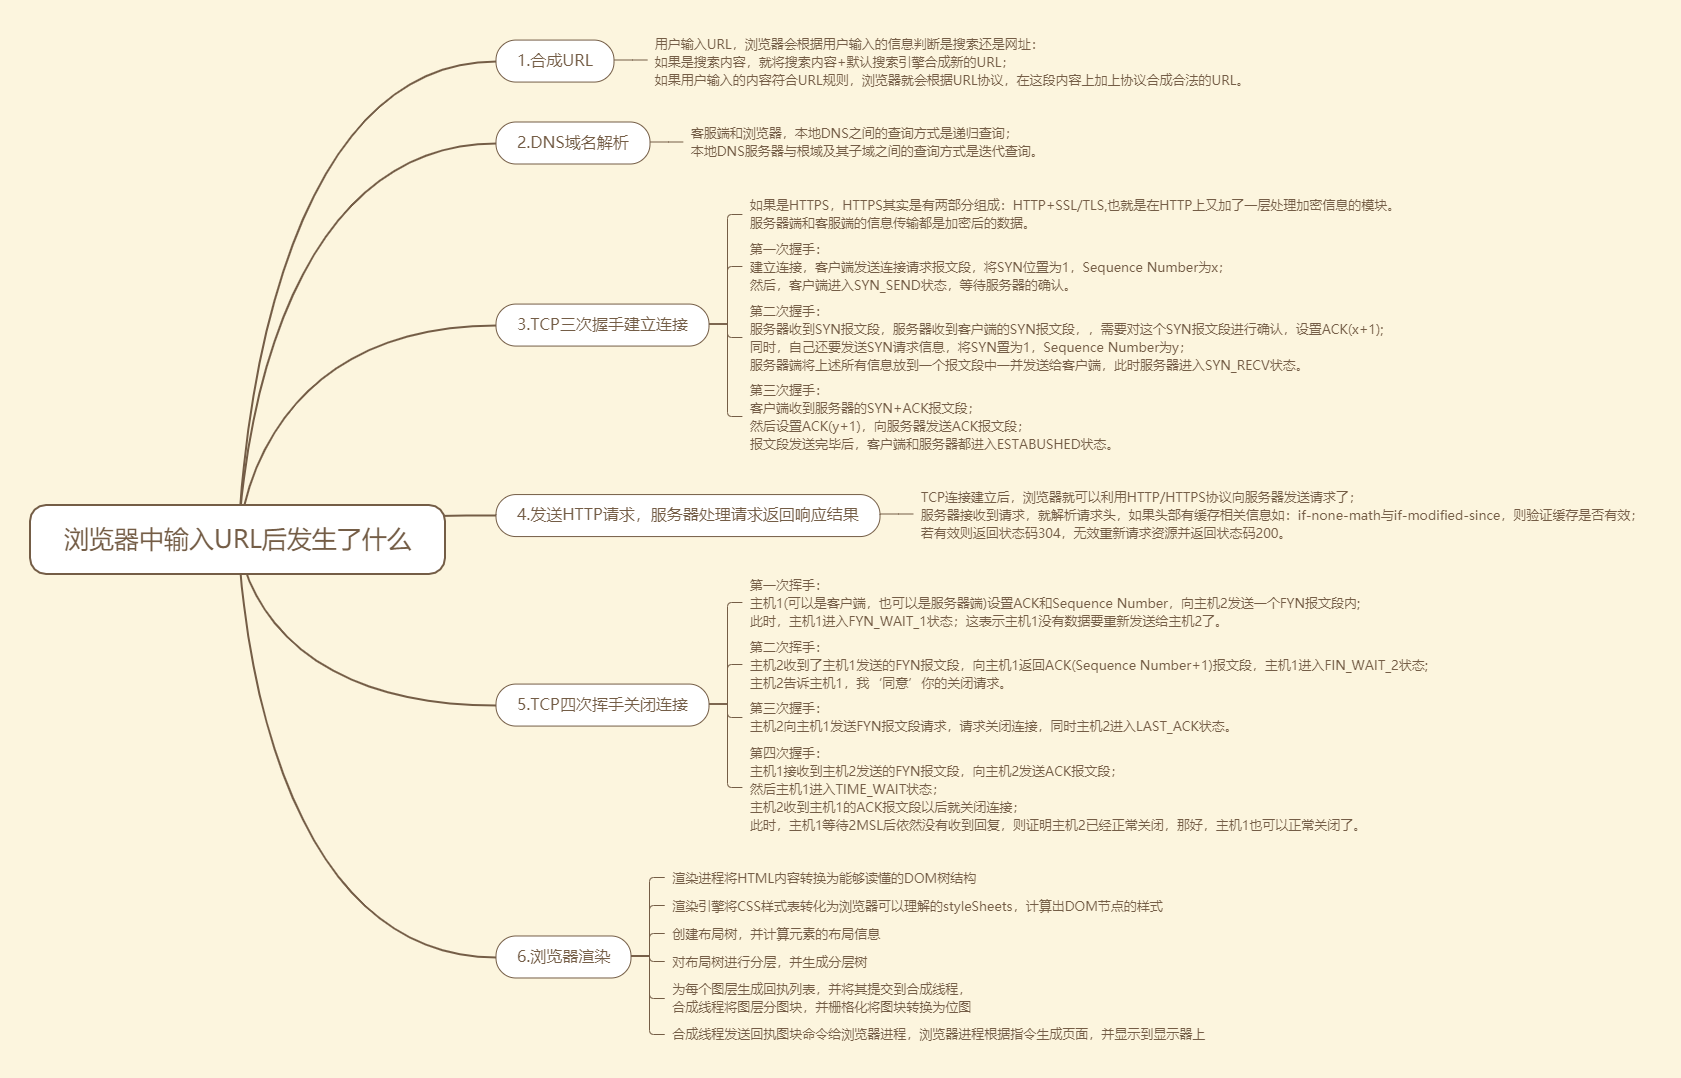 浏览器中输入URL后发生了什么
1.合成URL
用户输入URL，浏览器会根据用户输入的信息判断是搜索还是网址：
如果是搜索内容，就将搜索内容+默认搜索引擎合成新的URL；
如果用户输入的内容符合URL规则，浏览器就会根据URL协议，在这段内容上加上协议合成合法的URL。
2.DNS域名解析
客服端和浏览器，本地DNS之间的查询方式是递归查询；
本地DNS服务器与根域及其子域之间的查询方式是迭代查询。
3.TCP三次握手建立连接
如果是HTTPS，HTTPS其实是有两部分组成：HTTP+SSL/TLS,也就是在HTTP上又加了一层处理加密信息的模块。
服务器端和客服端的信息传输都是加密后的数据。
第一次握手：
建立连接，客户端发送连接请求报文段，将SYN位置为1，Sequence Number为x；
然后，客户端进入SYN_SEND状态，等待服务器的确认。
第二次握手：
服务器收到SYN报文段，服务器收到客户端的SYN报文段，，需要对这个SYN报文段进行确认，设置ACK(x+1);
同时，自己还要发送SYN请求信息，将SYN置为1，Sequence Number为y；
服务器端将上述所有信息放到一个报文段中一并发送给客户端，此时服务器进入SYN_RECV状态。
第三次握手：
客户端收到服务器的SYN+ACK报文段；
然后设置ACK(y+1)，向服务器发送ACK报文段；
报文段发送完毕后，客户端和服务器都进入ESTABUSHED状态。
4.发送HTTP请求，服务器处理请求返回响应结果
TCP连接建立后，浏览器就可以利用HTTP/HTTPS协议向服务器发送请求了；
服务器接收到请求，就解析请求头，如果头部有缓存相关信息如：if-none-math与if-modified-since，则验证缓存是否有效；
若有效则返回状态码304，无效重新请求资源并返回状态码200。
5.TCP四次挥手关闭连接
第一次挥手：
主机1(可以是客户端，也可以是服务器端)设置ACK和Sequence Number，向主机2发送一个FYN报文段内;
此时，主机1进入FYN_WAIT_1状态；这表示主机1没有数据要重新发送给主机2了。
第二次挥手：
主机2收到了主机1发送的FYN报文段，向主机1返回ACK(Sequence Number+1)报文段，主机1进入FIN_WAIT_2状态;
主机2告诉主机1，我‘同意’你的关闭请求。
第三次握手：
主机2向主机1发送FYN报文段请求，请求关闭连接，同时主机2进入LAST_ACK状态。
第四次握手：
主机1接收到主机2发送的FYN报文段，向主机2发送ACK报文段；
然后主机1进入TIME_WAIT状态；
主机2收到主机1的ACK报文段以后就关闭连接；
此时，主机1等待2MSL后依然没有收到回复，则证明主机2已经正常关闭，那好，主机1也可以正常关闭了。
6.浏览器渲染
渲染进程将HTML内容转换为能够读懂的DOM树结构
渲染引擎将CSS样式表转化为浏览器可以理解的styleSheets，计算出DOM节点的样式
创建布局树，并计算元素的布局信息
对布局树进行分层，并生成分层树
为每个图层生成回执列表，并将其提交到合成线程，
合成线程将图层分图块，并栅格化将图块转换为位图
合成线程发送回执图块命令给浏览器进程，浏览器进程根据指令生成页面，并显示到显示器上